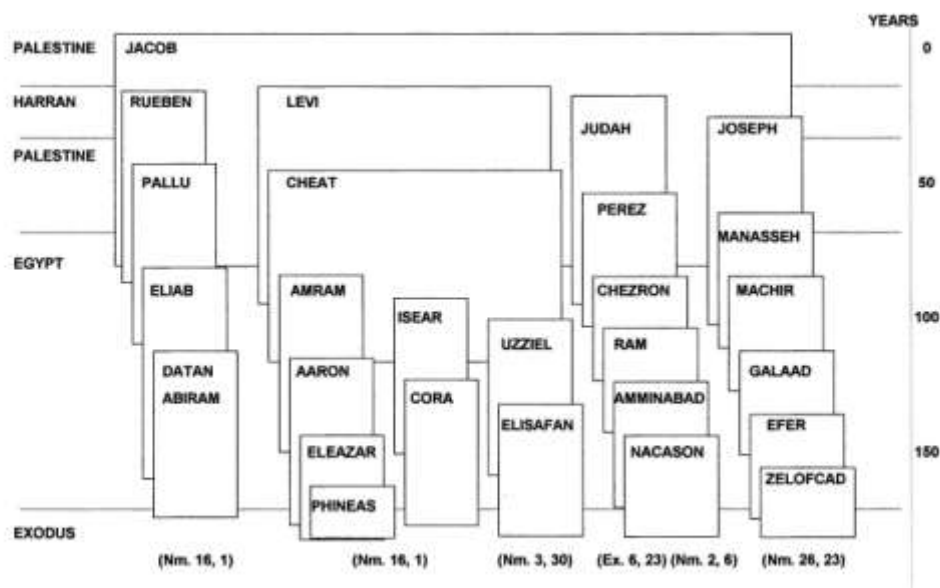 YEARS
PALESTINE JACOB 0
HARRAN RUEBEN LEVI
JUDAH JOSEPH
PALESTINE
PALLU CHEAT 50
PEREZ
MANASSEH
EGYPT
ELIAB AMRAM CHEZRON MACHIR
ISEAR 100
UZZIEL RAM
DATAN AARON GALAAD
ABIRAM CORA AMMINABAD
ELISAFAN EFER
ELEAZAR NACASON 150
ZELOFCAD
PHINEAS
EXODUS
(Nm. 16, 1) (Nm. 16, 1) (Nm. 3, 30) (Ex. 6, 23) (Nm. 2, 6) (Nm. 26, 23)